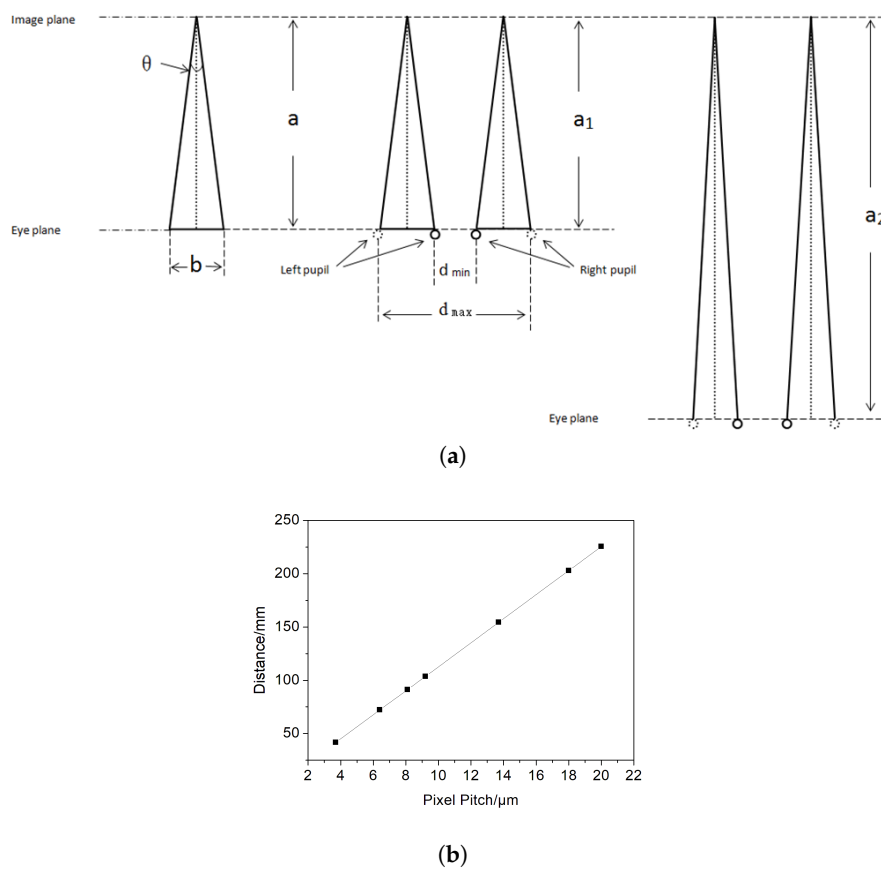 Image plane
θ
a
a1
a2
Eye plane
b
Left pupil
d min
Right pupil
d max
Eye plane
(a)
250
200
150
100
50
Distance/mm
2 4 6 8 10 12 14 16 18 20 22
Pixel Pitch/µm
(b)